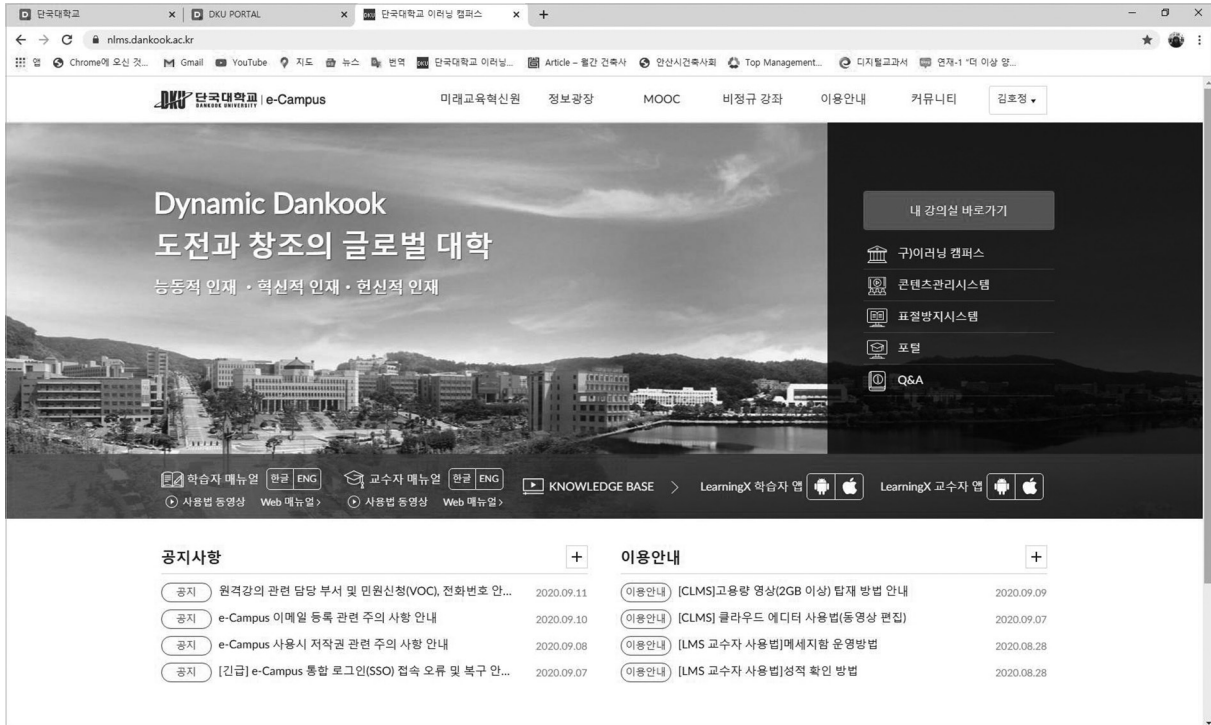 단국대학교
DKU PORTAL
단국대학교 이러닝 캠퍼스
nlms.dankook.ac.kr
앱 Chrome에 오신 것... Gmail YouTube 지도 뉴스 번역 단국대학교 이러닝... Article – 월간 건축사 안산시건축사회 Top Management... 디지털교과서 연재-1 "더 이상 양...
DKU 단국대학교 DANKOOK UNIVERSITY | e-Campus
미래교육혁신원 정보광장 MOOC 비정규 강좌 이용안내 커뮤니티 김호정
Dynamic Dankook
도전과 창조의 글로벌 대학
능동적 인재 · 혁신적 인재 · 헌신적 인재
내 강의실 바로가기
구)이러닝 캠퍼스
콘텐츠관리시스템
표절방지시스템
포털
Q&A
학습자 매뉴얼 한글 ENG
사용법 동영상 Web 매뉴얼>
교수자 매뉴얼 한글 ENG
사용법 동영상 Web 매뉴얼>
KNOWLEDGE BASE >
LearningX 학습자 앱
LearningX 교수자 앱
공지사항 +
공지 원격강의 관련 담당 부서 및 민원신청(VOC), 전화번호 안... 2020.09.11
공지 e-Campus 이메일 등록 관련 주의 사항 안내 2020.09.10
공지 e-Campus 사용시 저작권 관련 주의 사항 안내 2020.09.08
공지 [긴급] e-Campus 통합 로그인(SSO) 접속 오류 및 복구 안... 2020.09.07
이용안내 +
이용안내 [CLMS]고용량 영상(2GB 이상) 탑재 방법 안내 2020.09.09
이용안내 [CLMS] 클라우드 에디터 사용법(동영상 편집) 2020.09.07
이용안내 [LMS 교수자 사용법]메세지함 운영방법 2020.08.28
이용안내 [LMS 교수자 사용법]성적 확인 방법 2020.08.28